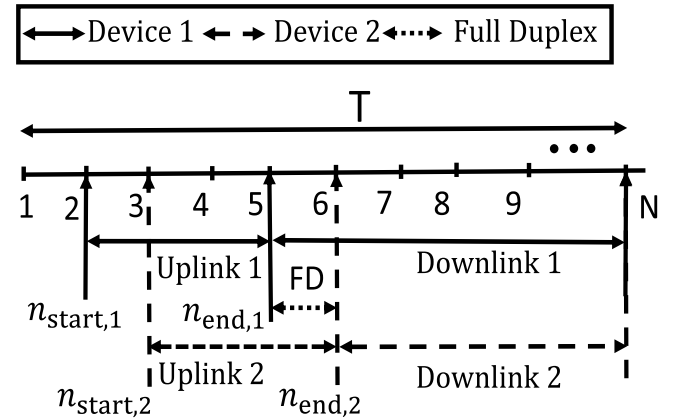 Device 1 Device 2 Full Duplex
T
...
1 2 3 4 5 6 7 8 9 N
Uplink 1 FD Downlink 1
n_start,1 n_end,1
Uplink 2 Downlink 2
n_start,2 n_end,2